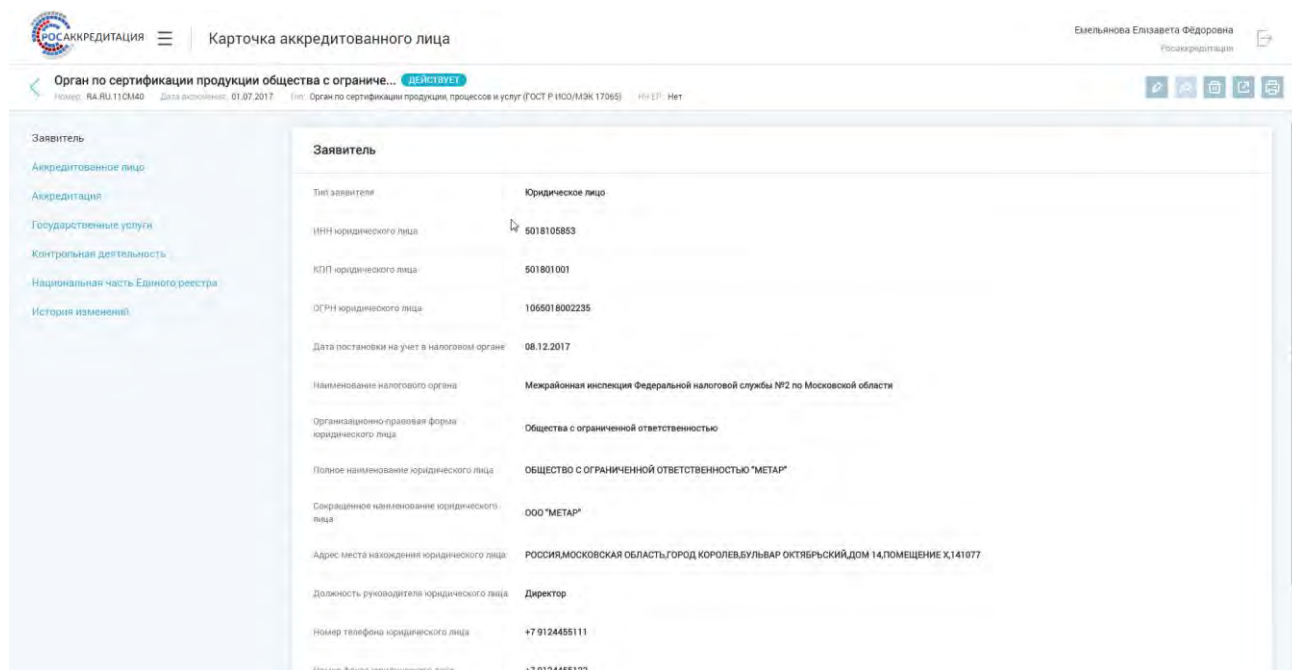 РОСАККРЕДИТАЦИЯ
Карточка аккредитованного лица
Емельянова Елизавета Фёдоровна
Росаккредитация
Орган по сертификации продукции общества с ограниче... ДЕЙСТВУЕТ
Номер: RA.RU.11СМ40 Дата включения: 01.07.2017 Тип: Орган по сертификации продукции, процессов и услуг (ГОСТ Р ИСО/МЭК 17065) НЧ ЕР: Нет
Заявитель
Аккредитованное лицо
Аккредитация
Государственные услуги
Контрольная деятельность
Национальная часть Единого реестра
История изменений
Заявитель
Тип заявителя Юридическое лицо
ИНН юридического лица 5018105853
КПП юридического лица 501801001
ОГРН юридического лица 1065018002235
Дата постановки на учет в налоговом органе 08.12.2017
Наименование налогового органа Межрайонная инспекция Федеральной налоговой службы №2 по Московской области
Организационно-правовая форма
юридического лица
Общества с ограниченной ответственностью
Полное наименование юридического лица ОБЩЕСТВО С ОГРАНИЧЕННОЙ ОТВЕТСТВЕННОСТЬЮ "МЕТАР"
Сокращенное наименование юридического
лица
ООО "МЕТАР"
Адрес места нахождения юридического лица РОССИЯ,МОСКОВСКАЯ ОБЛАСТЬ,ГОРОД КОРОЛЕВ,БУЛЬВАР ОКТЯБРЬСКИЙ,ДОМ 14,ПОМЕЩЕНИЕ X,141077
Должность руководителя юридического лица Директор
Номер телефона юридического лица +7 9124455111
Номер факса юридического лица +7 9124455122